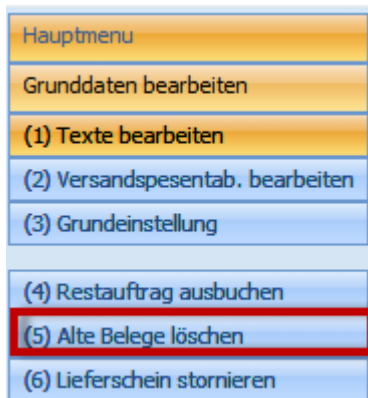 Hauptmenu
Grunddaten bearbeiten
(1) Texte bearbeiten
(2) Versandspesentab. bearbeiten
(3) Grundeinstellung
(4) Restauftrag ausbuchen
(5) Alte Belege löschen
(6) Lieferschein stornieren